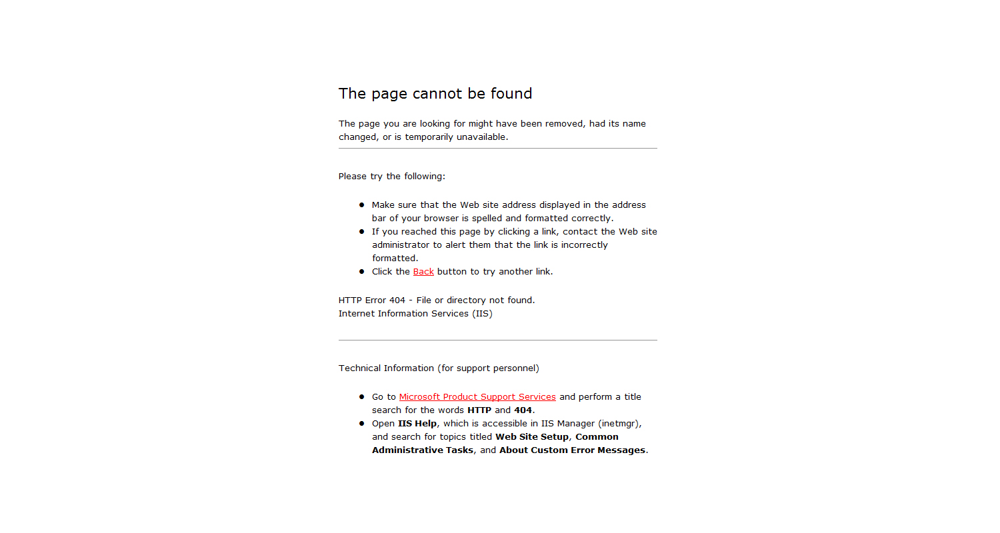 The page cannot be found
The page you are looking for might have been removed, had its name
changed, or is temporarily unavailable.
Please try the following:
● Make sure that the Web site address displayed in the address
bar of your browser is spelled and formatted correctly.
● If you reached this page by clicking a link, contact the Web site
administrator to alert them that the link is incorrectly
formatted.
● Click the Back button to try another link.
HTTP Error 404 - File or directory not found.
Internet Information Services (IIS)
Technical Information (for support personnel)
● Go to Microsoft Product Support Services and perform a title
search for the words HTTP and 404.
● Open IIS Help, which is accessible in IIS Manager (inetmgr),
and search for topics titled Web Site Setup, Common
Administrative Tasks, and About Custom Error Messages.